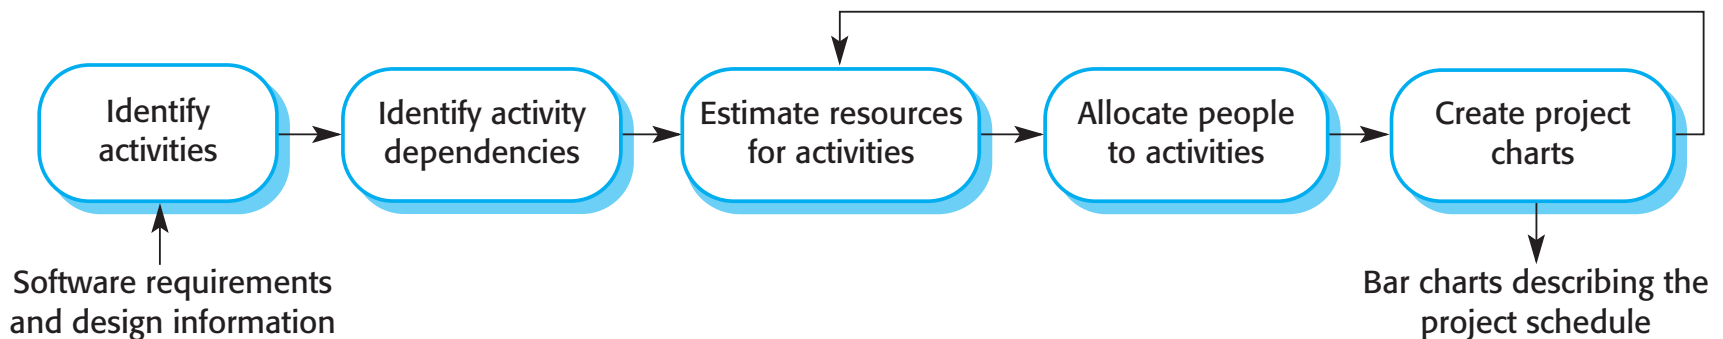 Identify
activities
Identify activity
dependencies
Estimate resources
for activities
Allocate people
to activities
Create project
charts
Software requirements
and design information
Bar charts describing the
project schedule